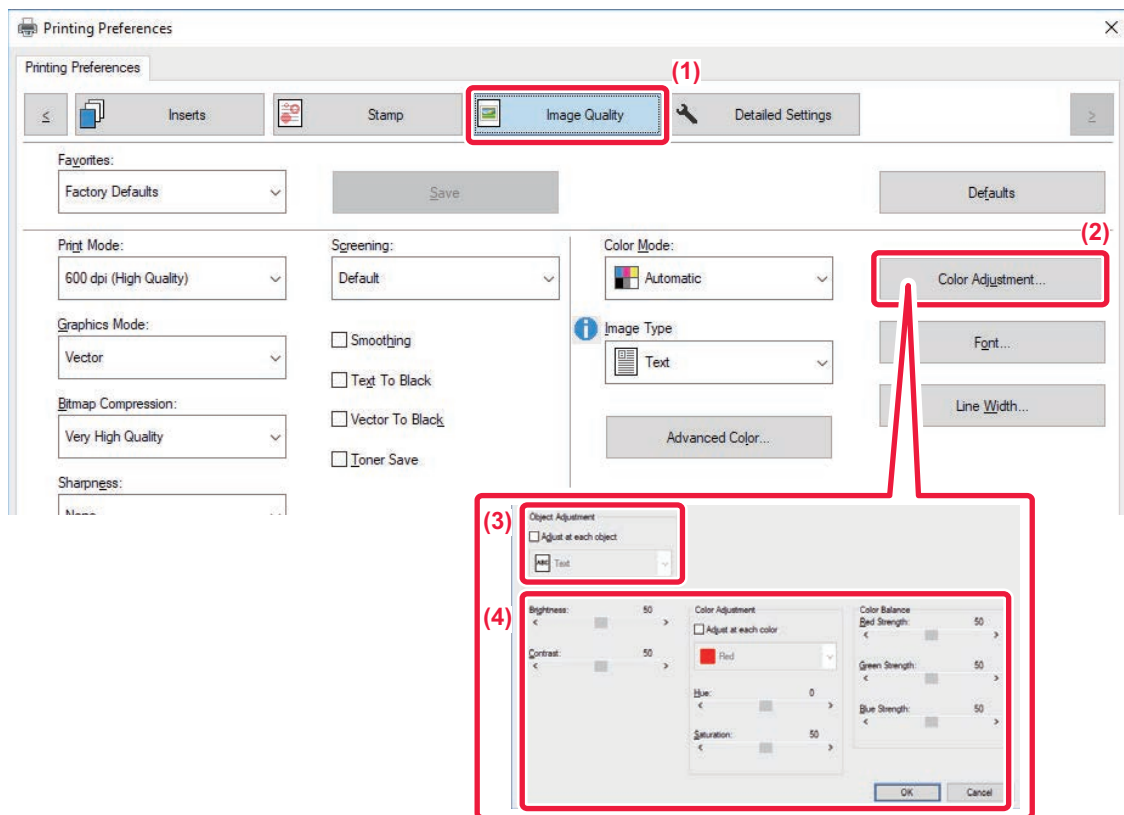 Printing Preferences
Printing Preferences
(1)
≤
Inserts
Stamp
Image Quality
Detailed Settings
≥
Favorites:
Factory Defaults
Save
Defaults
(2)
Print Mode:
Screening:
Color Mode:
600 dpi (High Quality)
Default
Automatic
Color Adjustment...
Graphics Mode:
Smoothing
Image Type
Font...
Vector
Text
Text To Black
Bitmap Compression:
Vector To Black
Line Width...
Very High Quality
Advanced Color...
Toner Save
Sharpness:
None
(3)
Object Adjustment
Adjust at each object
ABC Text
(4)
Brightness: 50
Contrast: 50
Color Adjustment
Adjust at each color
Red
Hue: 0
Saturation: 50
Color Balance
Red Strength: 50
Green Strength: 50
Blue Strength: 50
OK
Cancel